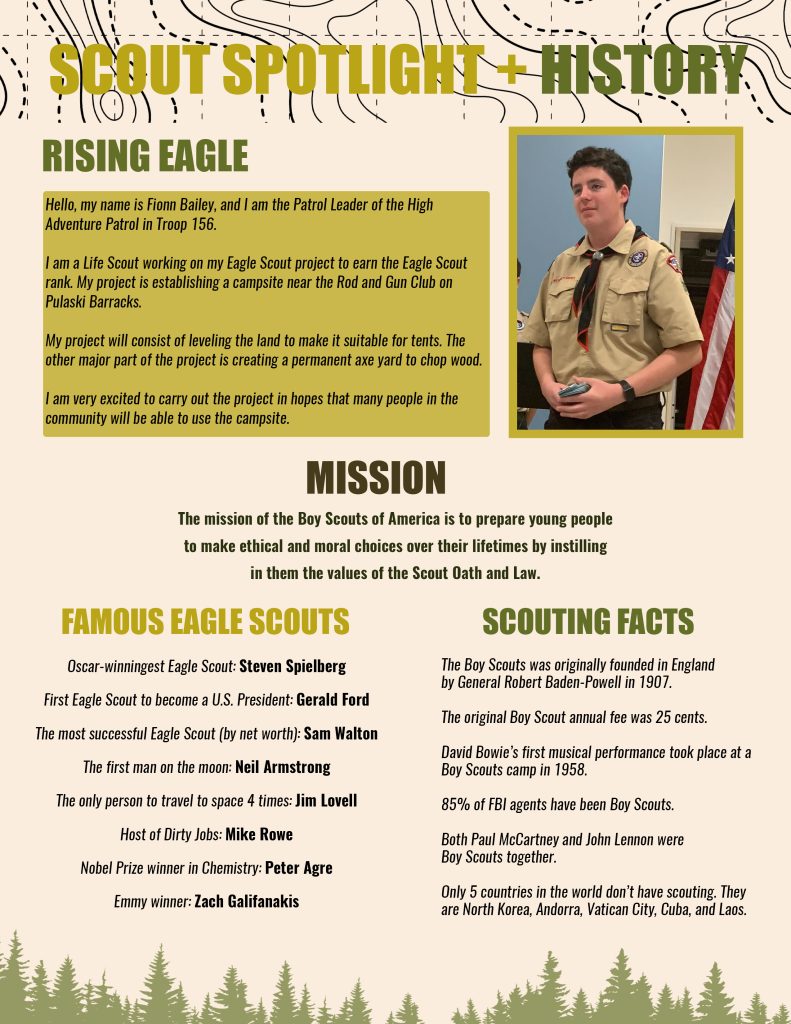 SCOUT SPOTLIGHT + HISTORY
RISING EAGLE
Hello, my name is Fionn Bailey, and I am the Patrol Leader of the High
Adventure Patrol in Troop 156.
I am a Life Scout working on my Eagle Scout project to earn the Eagle Scout
rank. My project is establishing a campsite near the Rod and Gun Club on
Pulaski Barracks.
My project will consist of leveling the land to make it suitable for tents. The
other major part of the project is creating a permanent axe yard to chop wood.
I am very excited to carry out the project in hopes that many people in the
community will be able to use the campsite.
MISSION
The mission of the Boy Scouts of America is to prepare young people
to make ethical and moral choices over their lifetimes by instilling
in them the values of the Scout Oath and Law.
FAMOUS EAGLE SCOUTS
Oscar-winningest Eagle Scout: Steven Spielberg
First Eagle Scout to become a U.S. President: Gerald Ford
The most successful Eagle Scout (by net worth): Sam Walton
The first man on the moon: Neil Armstrong
The only person to travel to space 4 times: Jim Lovell
Host of Dirty Jobs: Mike Rowe
Nobel Prize winner in Chemistry: Peter Agre
Emmy winner: Zach Galifanakis
SCOUTING FACTS
The Boy Scouts was originally founded in England
by General Robert Baden-Powell in 1907.
The original Boy Scout annual fee was 25 cents.
David Bowie's first musical performance took place at a
Boy Scouts camp in 1958.
85% of FBI agents have been Boy Scouts.
Both Paul McCartney and John Lennon were
Boy Scouts together.
Only 5 countries in the world don't have scouting. They
are North Korea, Andorra, Vatican City, Cuba, and Laos.